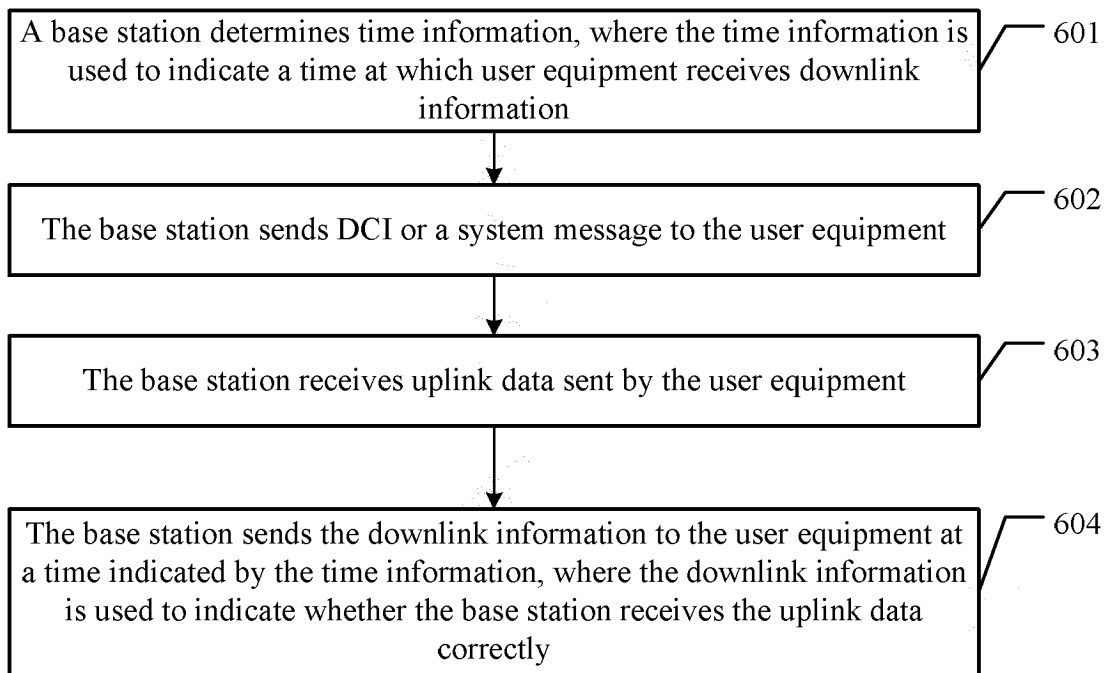 A base station determines time information, where the time information is
used to indicate a time at which user equipment receives downlink
information
601
The base station sends DCI or a system message to the user equipment
602
The base station receives uplink data sent by the user equipment
603
The base station sends the downlink information to the user equipment at
a time indicated by the time information, where the downlink information
is used to indicate whether the base station receives the uplink data
correctly
604